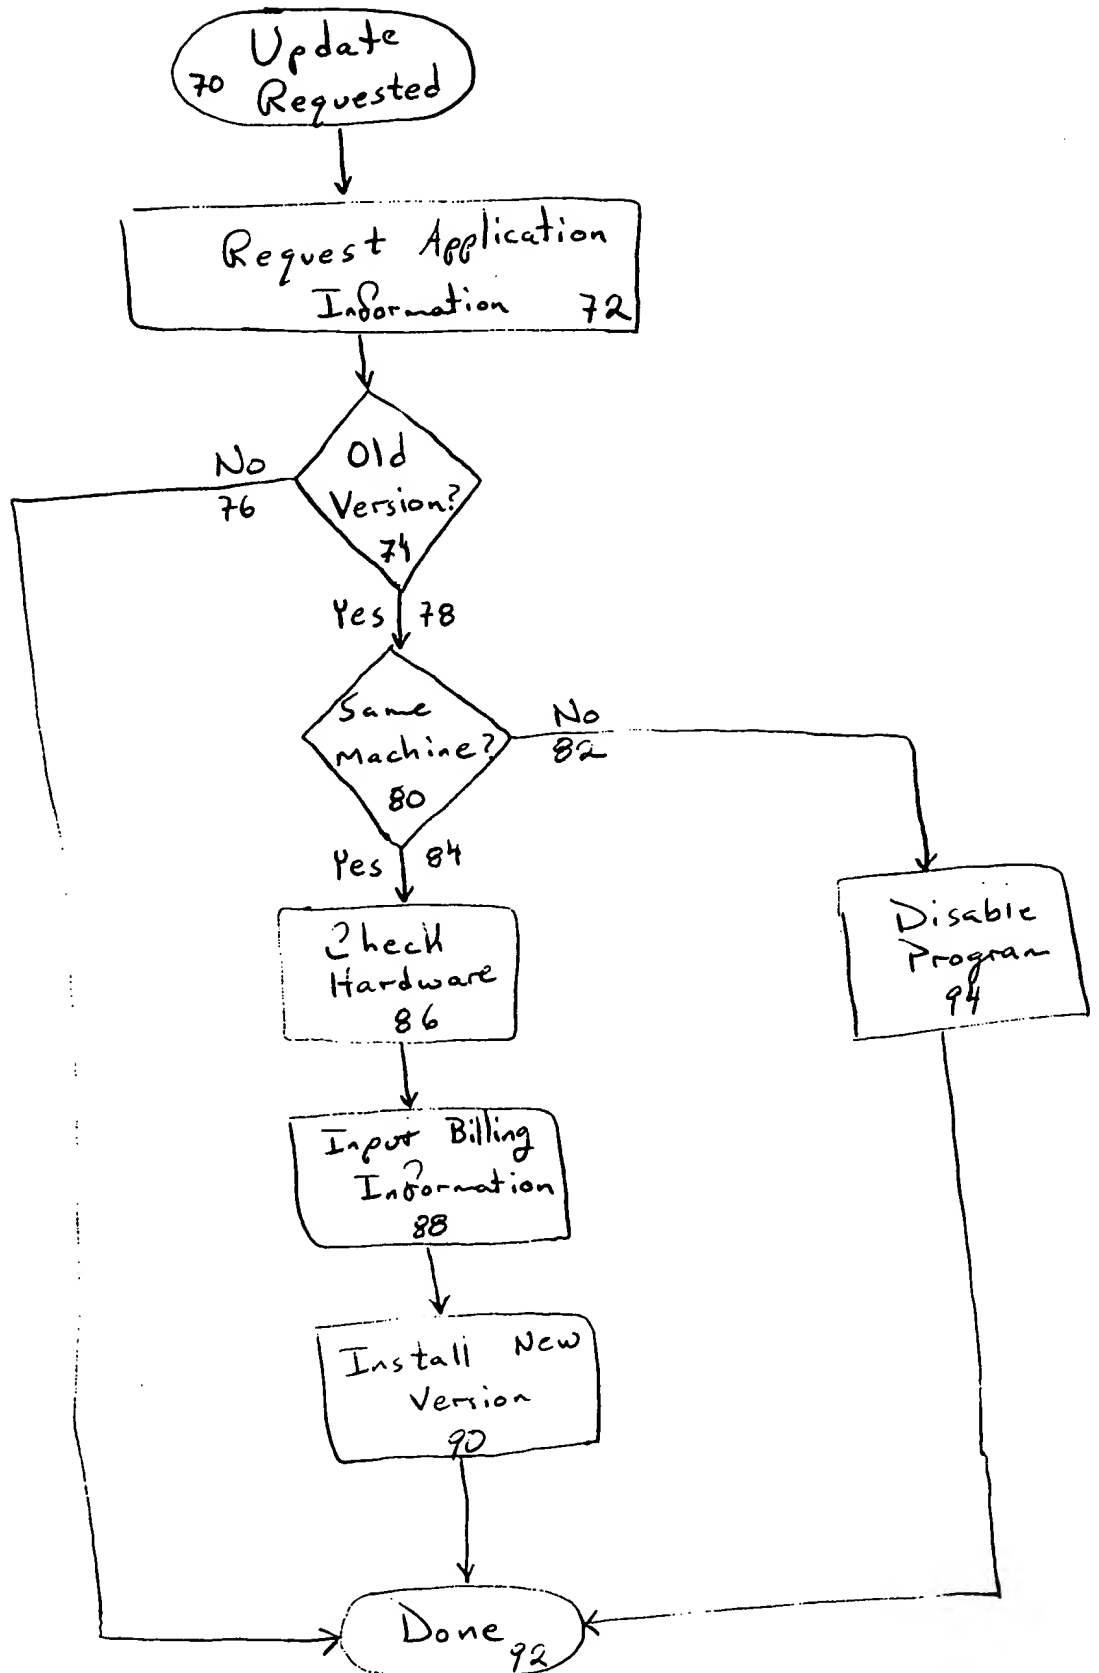 Update
70 Requested
Request Application
Information 72
Old
Version?
74
No
76
Yes 78
Same
Machine?
80
No
82
Yes 84
Check
Hardware
86
Disable
Program
94
Input Billing
Information
88
Install New
Version
90
Done
92